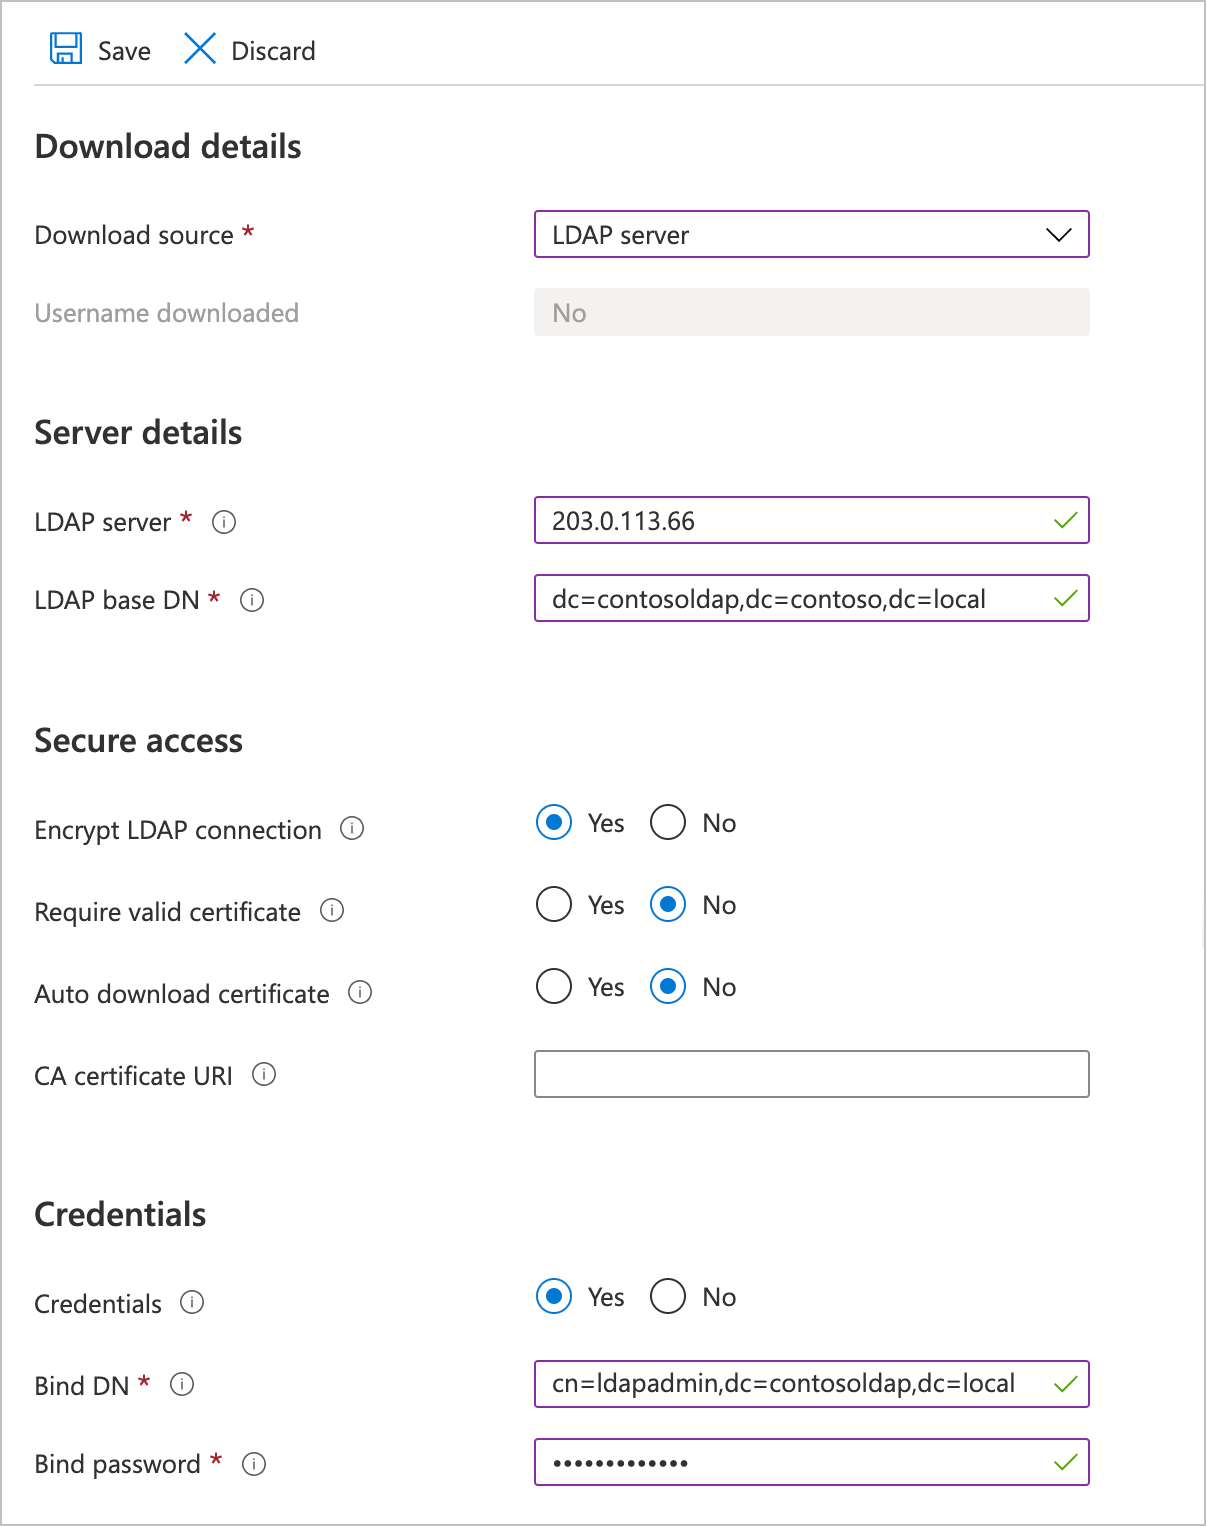 Save Discard
Download details
Download source * LDAP server
Username downloaded No
Server details
LDAP server * 203.0.113.66
LDAP base DN * dc=contosoldap,dc=contoso,dc=local
Secure access
Encrypt LDAP connection Yes No
Require valid certificate Yes No
Auto download certificate Yes No
CA certificate URI
Credentials
Credentials Yes No
Bind DN * cn=ldapadmin,dc=contosoldap,dc=local
Bind password * •••••••••••••